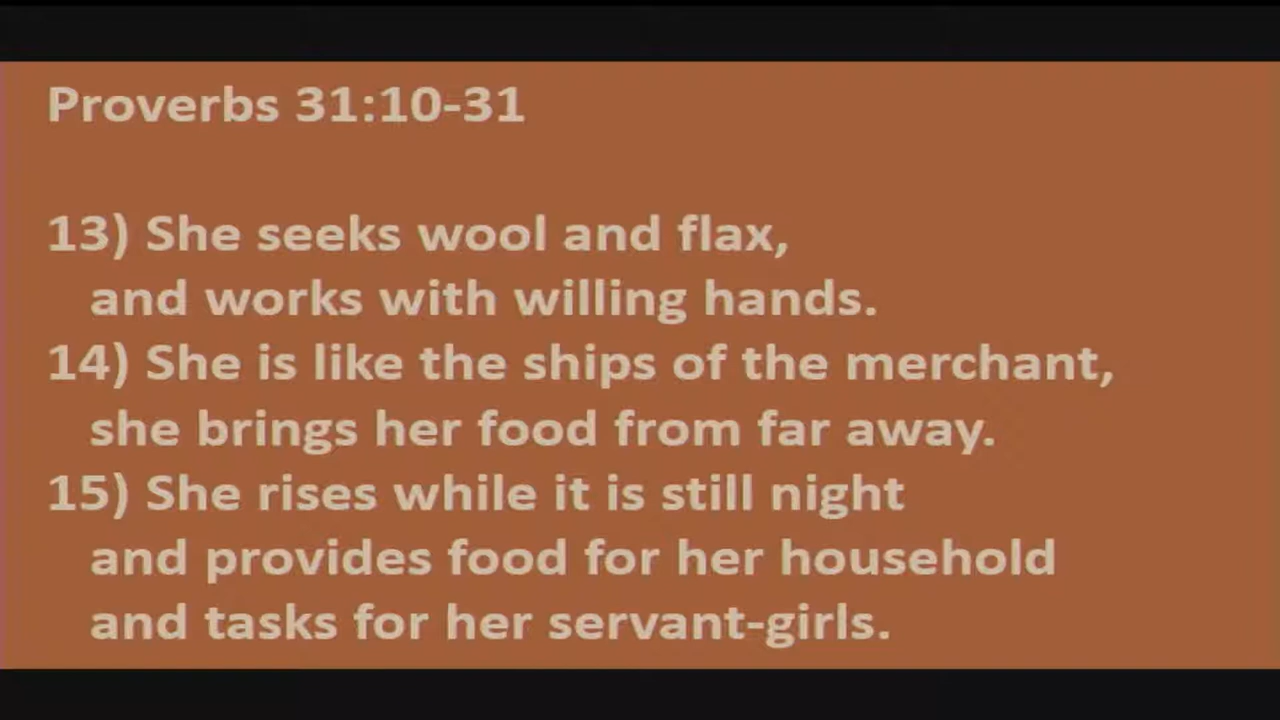 Proverbs 31:10-31
13) She seeks wool and flax,
and works with willing hands.
14) She is like the ships of the merchant,
she brings her food from far away.
15) She rises while it is still night
and provides food for her household
and tasks for her servant-girls.